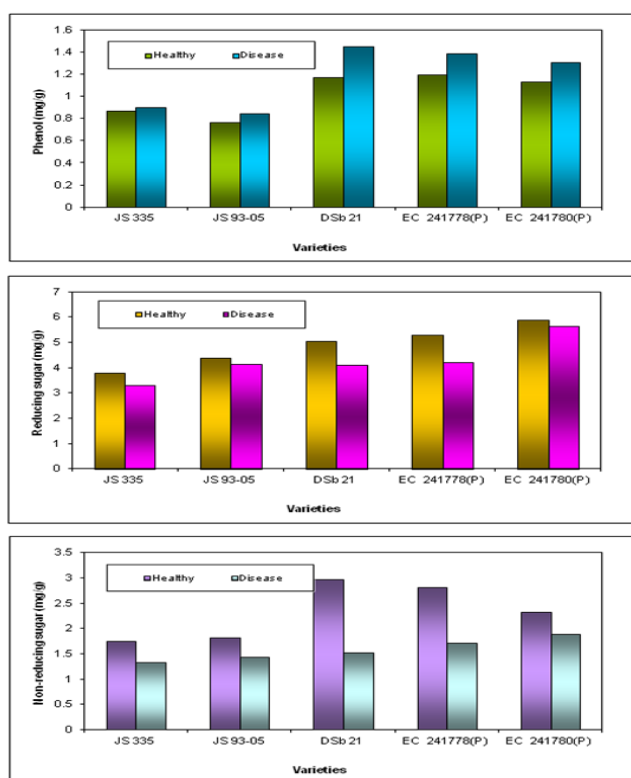 1.6
1.4
1.2
1
0.8
0.6
0.4
0.2
0
Phenol (mg/g)
Healthy Disease
JS 335 JS 93-05 DSb 21 EC 241778(P) EC 241780(P)
Varieties
7
6
5
4
3
2
1
0
Reducing sugar (mg/g)
Healthy Disease
JS 335 JS 93-05 DSb 21 EC 241778(P) EC 241780(P)
Varieties
3.5
3
2.5
2
1.5
1
0.5
0
Non-reducing sugar (mg/g)
Healthy Disease
JS 335 JS 93-05 DSb 21 EC 241778(P) EC 241780(P)
Varieties